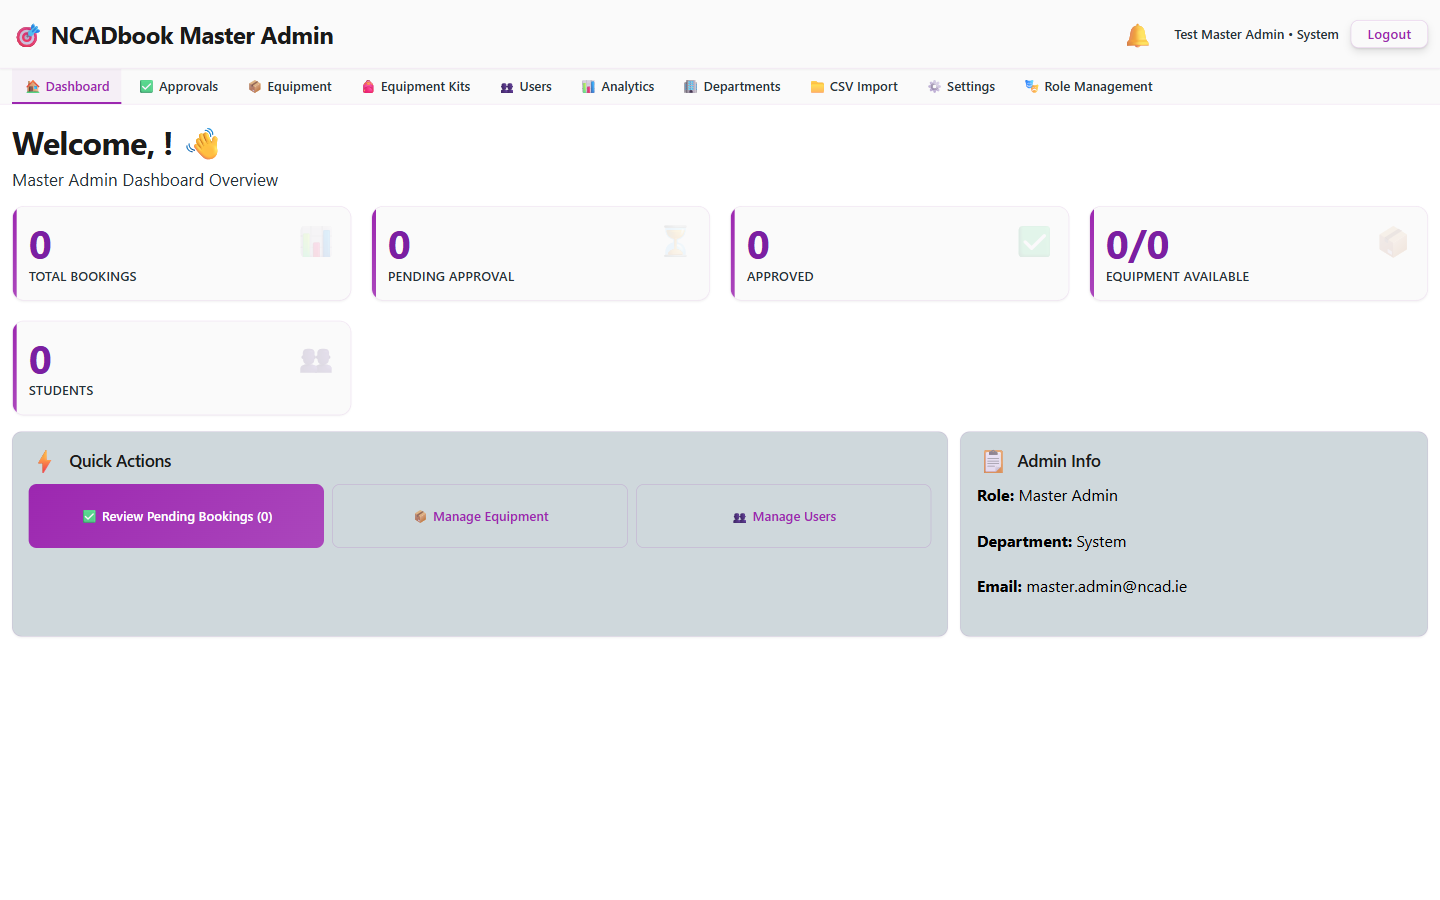 NCADbook Master Admin
Test Master Admin • System
Logout
Dashboard
Approvals
Equipment
Equipment Kits
Users
Analytics
Departments
CSV Import
Settings
Role Management
Welcome, !
Master Admin Dashboard Overview
0
TOTAL BOOKINGS
0
PENDING APPROVAL
0
APPROVED
0/0
EQUIPMENT AVAILABLE
0
STUDENTS
Quick Actions
Review Pending Bookings (0)
Manage Equipment
Manage Users
Admin Info
Role: Master Admin
Department: System
Email: master.admin@ncad.ie